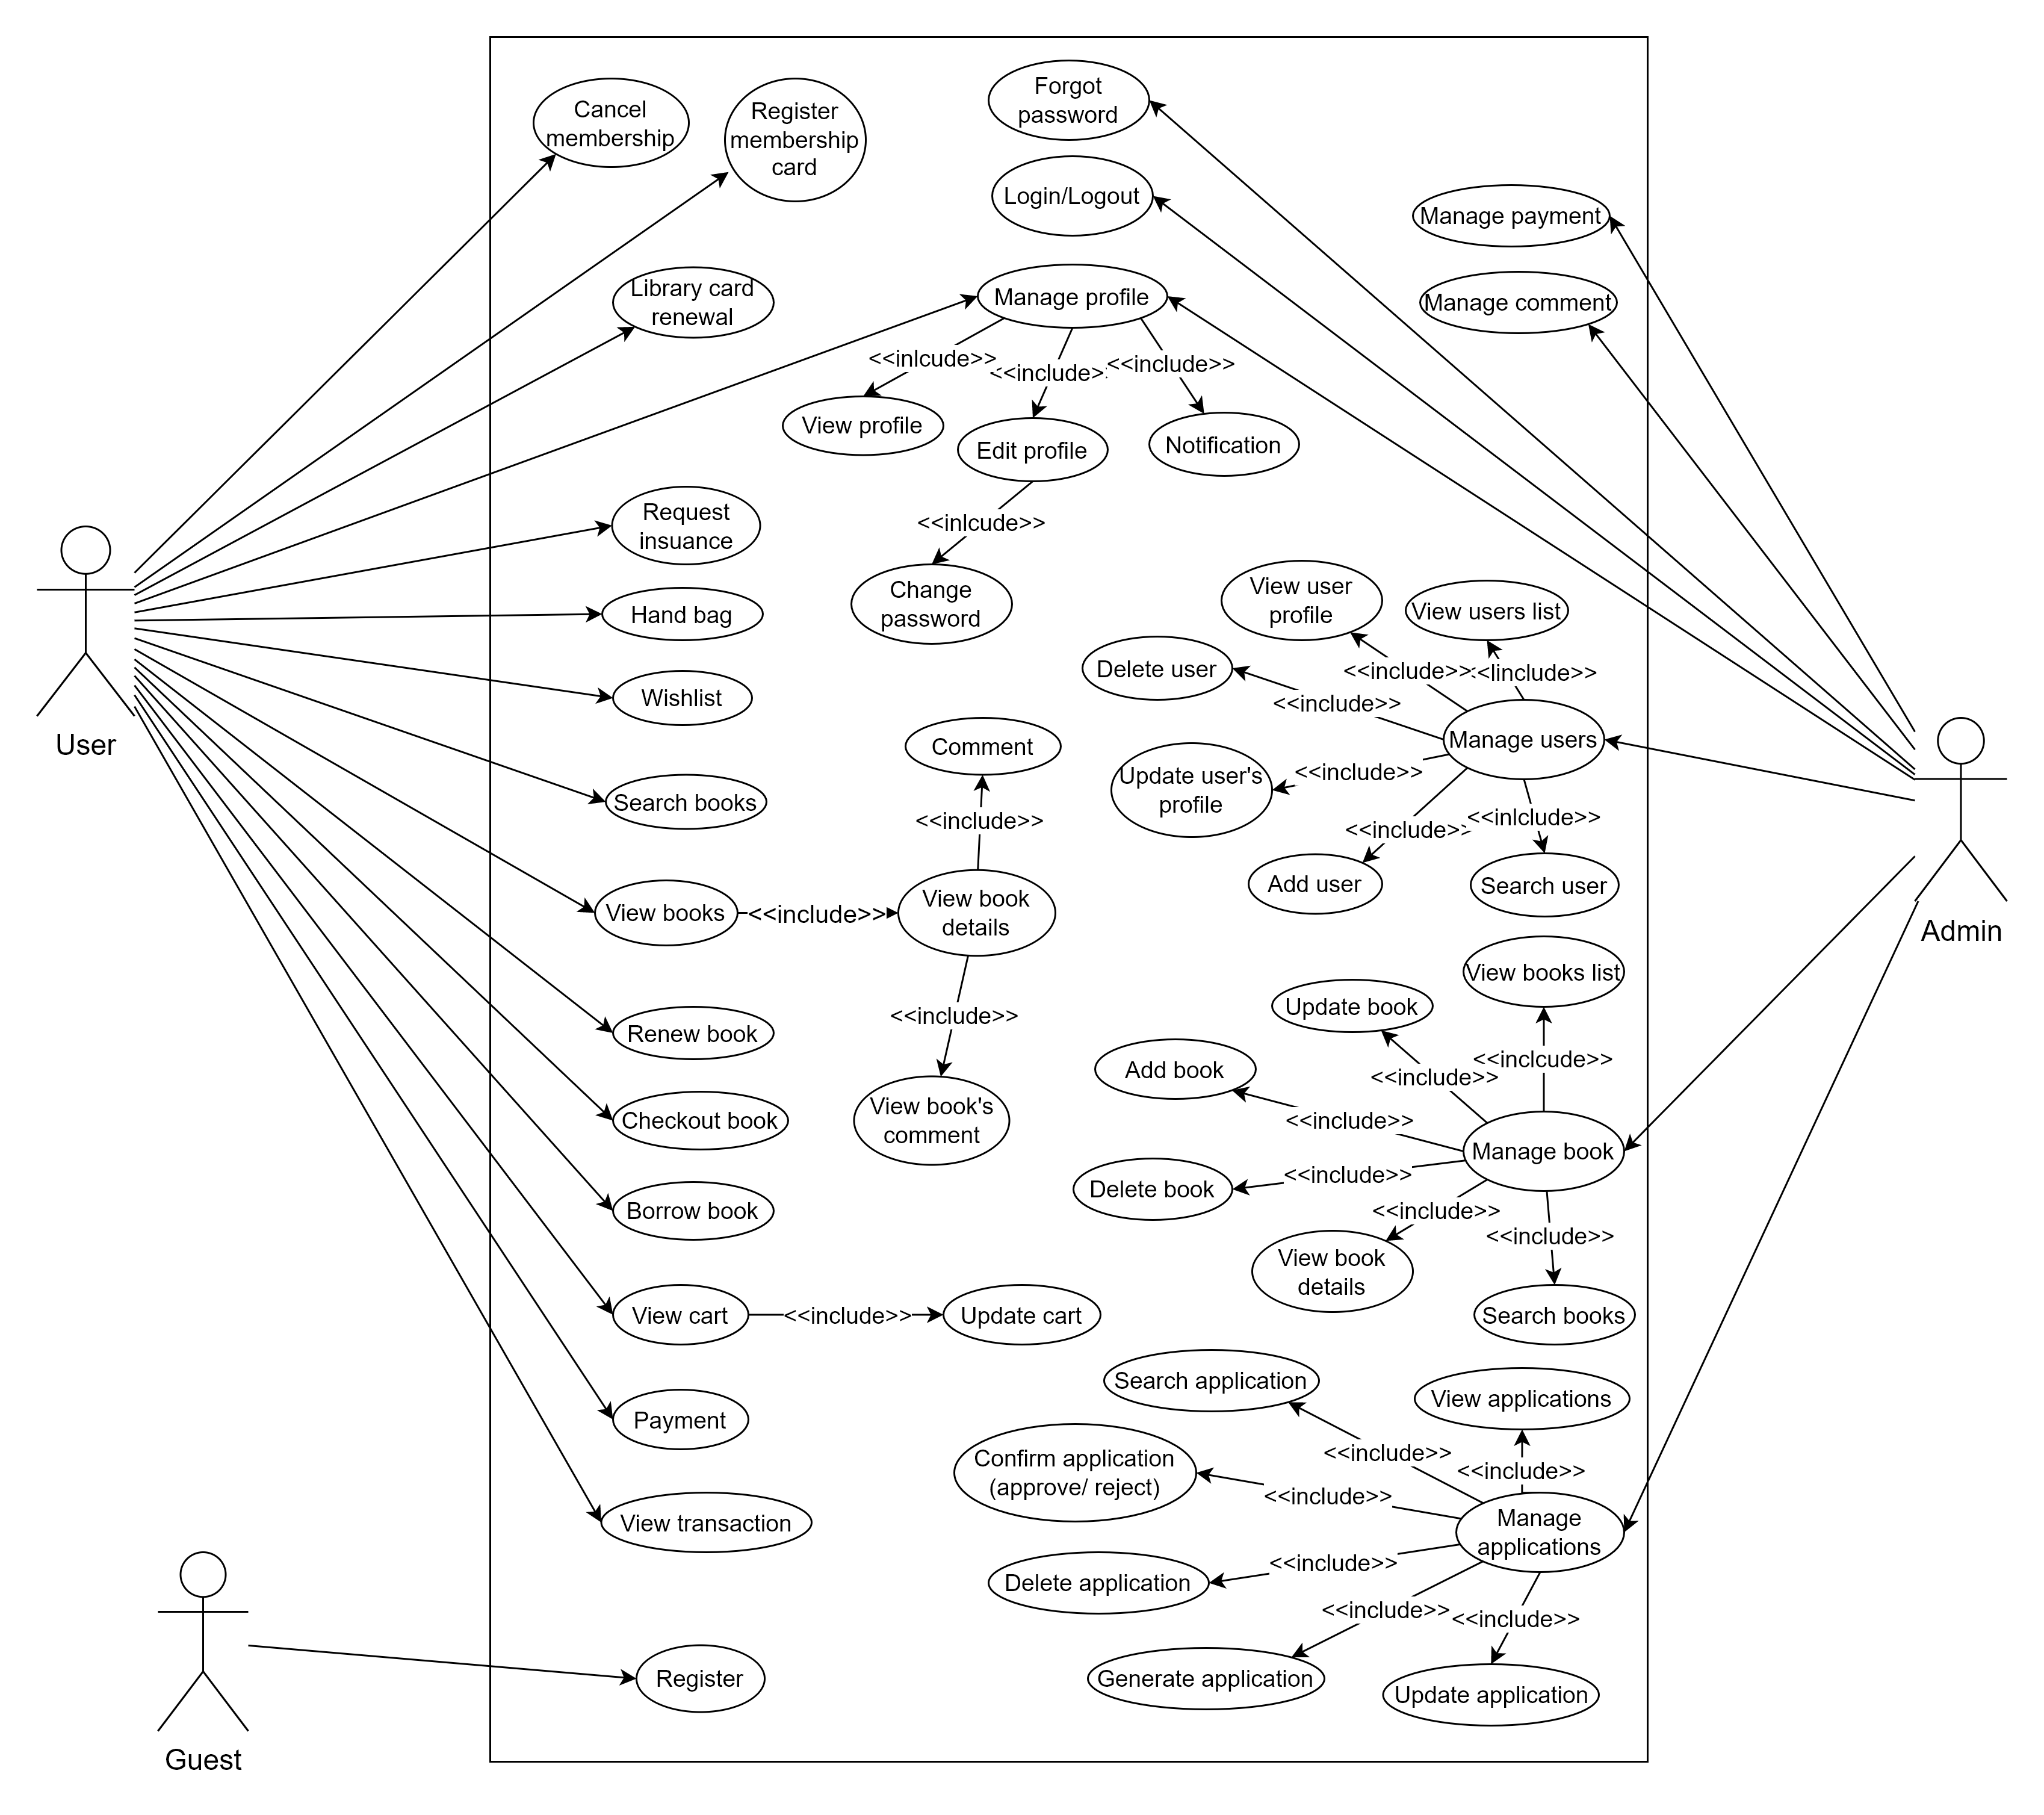 Cancel
membership
Register
membership
card
Forgot
password
Login/Logout
Manage payment
Library card
renewal
Manage profile
Manage comment
<<inlcude>>
<<include>
<<include>>
View profile
Edit profile
Notification
Request
insuance
<<inlcude>>
Change
password
Hand bag
View user
profile
View users list
Delete user
<<include>>
<linclude>>
<<include>>
Wishlist
User
Comment
Manage users
Update user's
profile
<<include>>
Search books
<<include>>
<<include>>
<<inlclude>>
Add user
Search user
View books
<<include>>
View book
details
Admin
View books list
Update book
<<include>>
Renew book
<<inclcude>>
Add book
<<include>>
Checkout book
View book's
comment
<<include>>
Manage book
Delete book
<<include>>
Borrow book
<<include>>
<<include>>
View book
details
View cart
<<include>>
Update cart
Search books
Search application
View applications
Payment
<<include>>
Confirm application
(approve/ reject)
<<include>>
<<include>>
View transaction
Manage
applications
<<include>>
Delete application
<<include>>
<<include>>
Register
Generate application
Update application
Guest